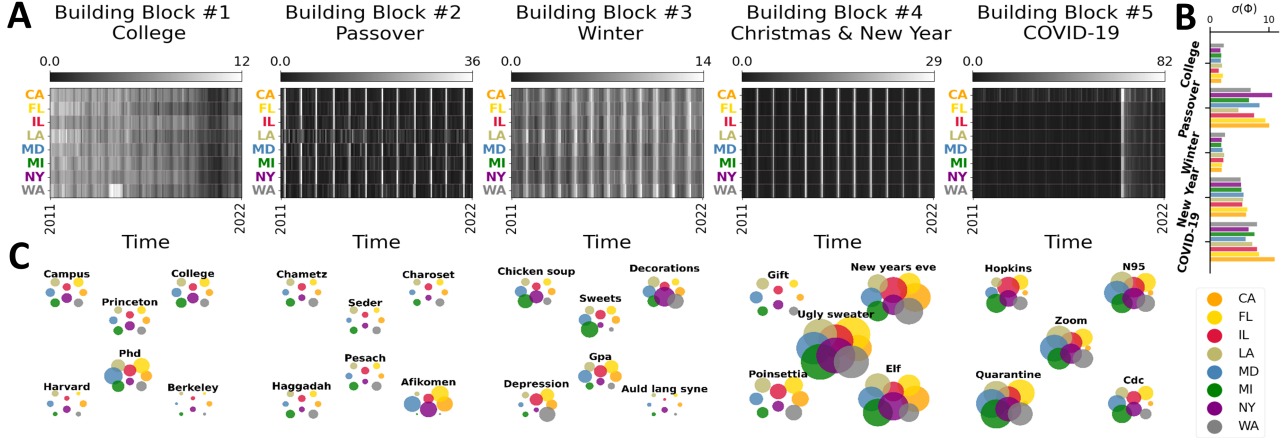 A
Building Block #1
College
Building Block #2
Passover
Building Block #3
Winter
Building Block #4
Christmas & New Year
Building Block #5
COVID-19
B
σ(Φ)
0.0 12
0.0 36
0.0 14
0.0 29
0.0 82
0 10
CA
FL
IL
LA
MD
MI
NY
WA
CA
FL
IL
LA
MD
MI
NY
WA
CA
FL
IL
LA
MD
MI
NY
WA
CA
FL
IL
LA
MD
MI
NY
WA
CA
FL
IL
LA
MD
MI
NY
WA
2011 2022
2011 2022
2011 2022
2011 2022
2011 2022
Time
Time
Time
Time
Time
College
Passover
Winter
New Year
COVID-19
C
Campus
College
Princeton
Phd
Harvard
Berkeley
Chametz
Charoset
Seder
Pesach
Haggadah
Afikomen
Chicken soup
Decorations
Sweets
Gpa
Depression
Auld lang syne
Gift
New years eve
Ugly sweater
Poinsettia
Elf
Hopkins
N95
Zoom
Quarantine
Cdc
CA
FL
IL
LA
MD
MI
NY
WA